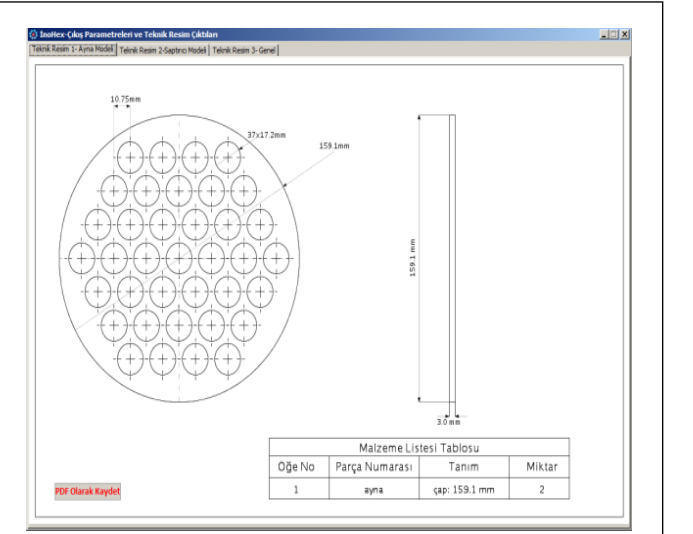 İnoHex-Çıkış Parametreleri ve Teknik Resim Çıktıları
Teknik Resim 1- Ayna Modeli Teknik Resim 2-Saptırıcı Modeli Teknik Resim 3- Genel
10.75mm
37x17.2mm
159.1mm
159.1 mm
3.0 mm
Malzeme Listesi Tablosu
Öğe No Parça Numarası Tanım Miktar
1 ayna çap: 159.1 mm 2
PDF Olarak Kaydet